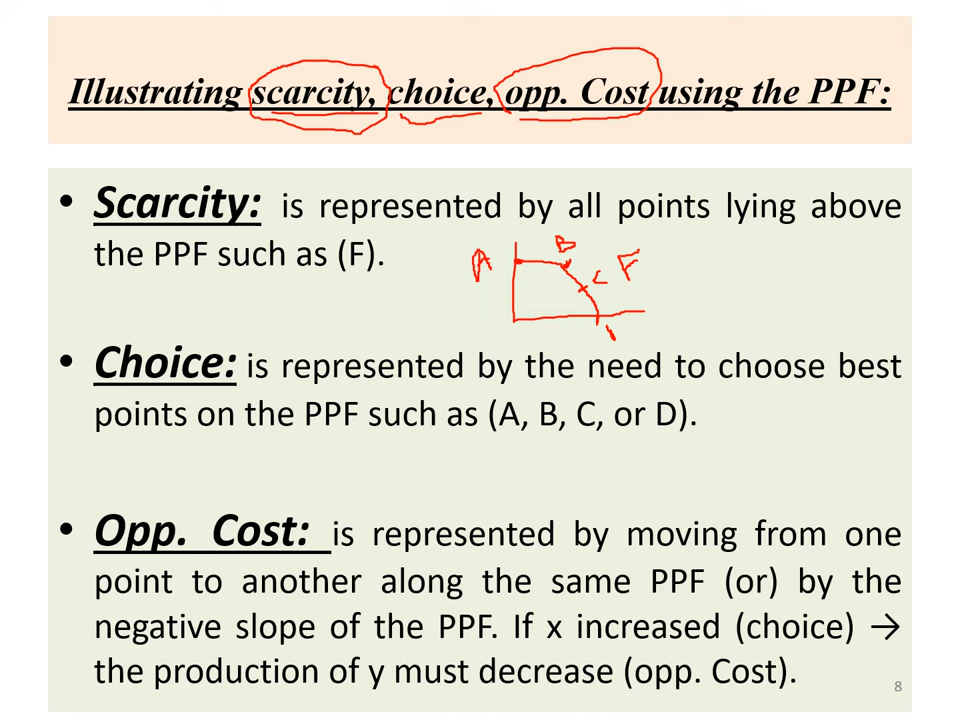 Illustrating scarcity, choice, opp. Cost using the PPF:
• Scarcity: is represented by all points lying above
the PPF such as (F).
A B C F
• Choice: is represented by the need to choose best
points on the PPF such as (A, B, C, or D).
• Opp. Cost: is represented by moving from one
point to another along the same PPF (or) by the
negative slope of the PPF. If x increased (choice) →
the production of y must decrease (opp. Cost).
8